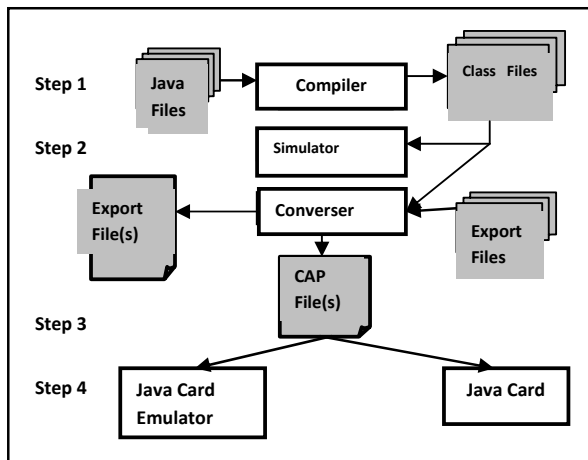 Step 1
Java
Files
Compiler
Class Files
Step 2
Simulator
Export
File(s)
Converser
Export
Files
CAP
File(s)
Step 3
Step 4
Java Card
Emulator
Java Card